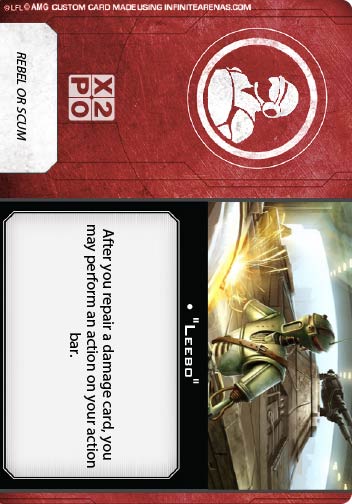 ©LFL ©AMG CUSTOM CARD MADE USING INFINITEARENAS.COM
REBEL OR SCUM
X2
PO
• "LEEBO"
After you repair a damage card, you
may perform an action on your action
bar.